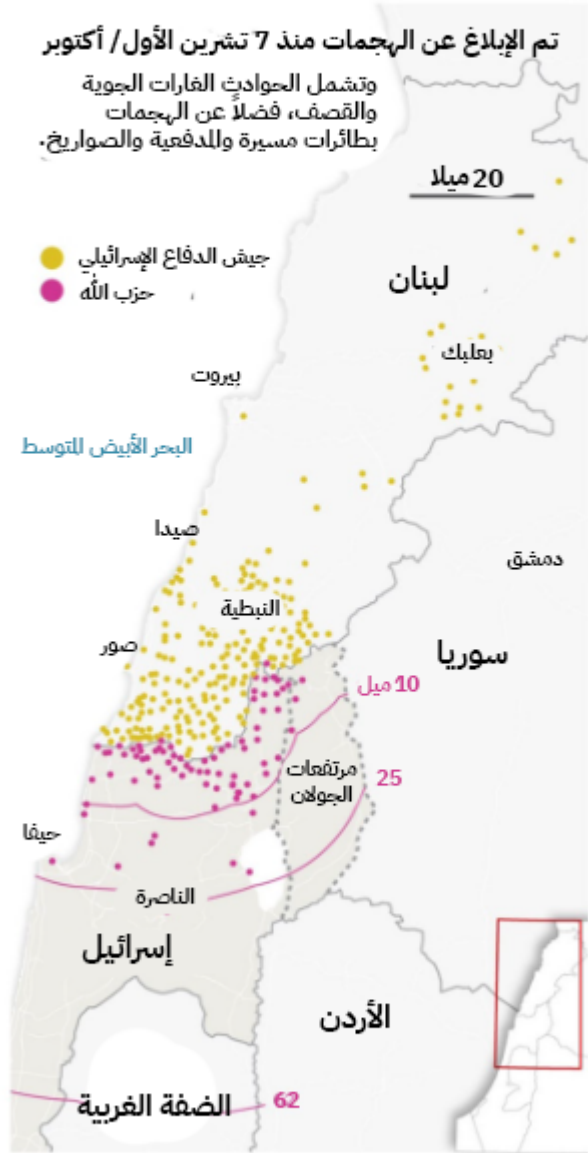 تم الإبلاغ عن الهجمات منذ 7 تشرين الأول/ أكتوبر
وتشمل الحوادث الغارات الجوية
والقصف، فضلاً عن الهجمات
بطائرات مسيرة والمدفعية والصواريخ.
20 ميلا
جيش الدفاع الإسرائيلي
حزب الله
لبنان
بعلبك
بيروت
البحر الأبيض المتوسط
صيدا
دمشق
النبطية
صور
سوريا
10 ميل
مرتفعات
الجولان
25
حيفا
الناصرة
إسرائيل
الأردن
الضفة الغربية
62